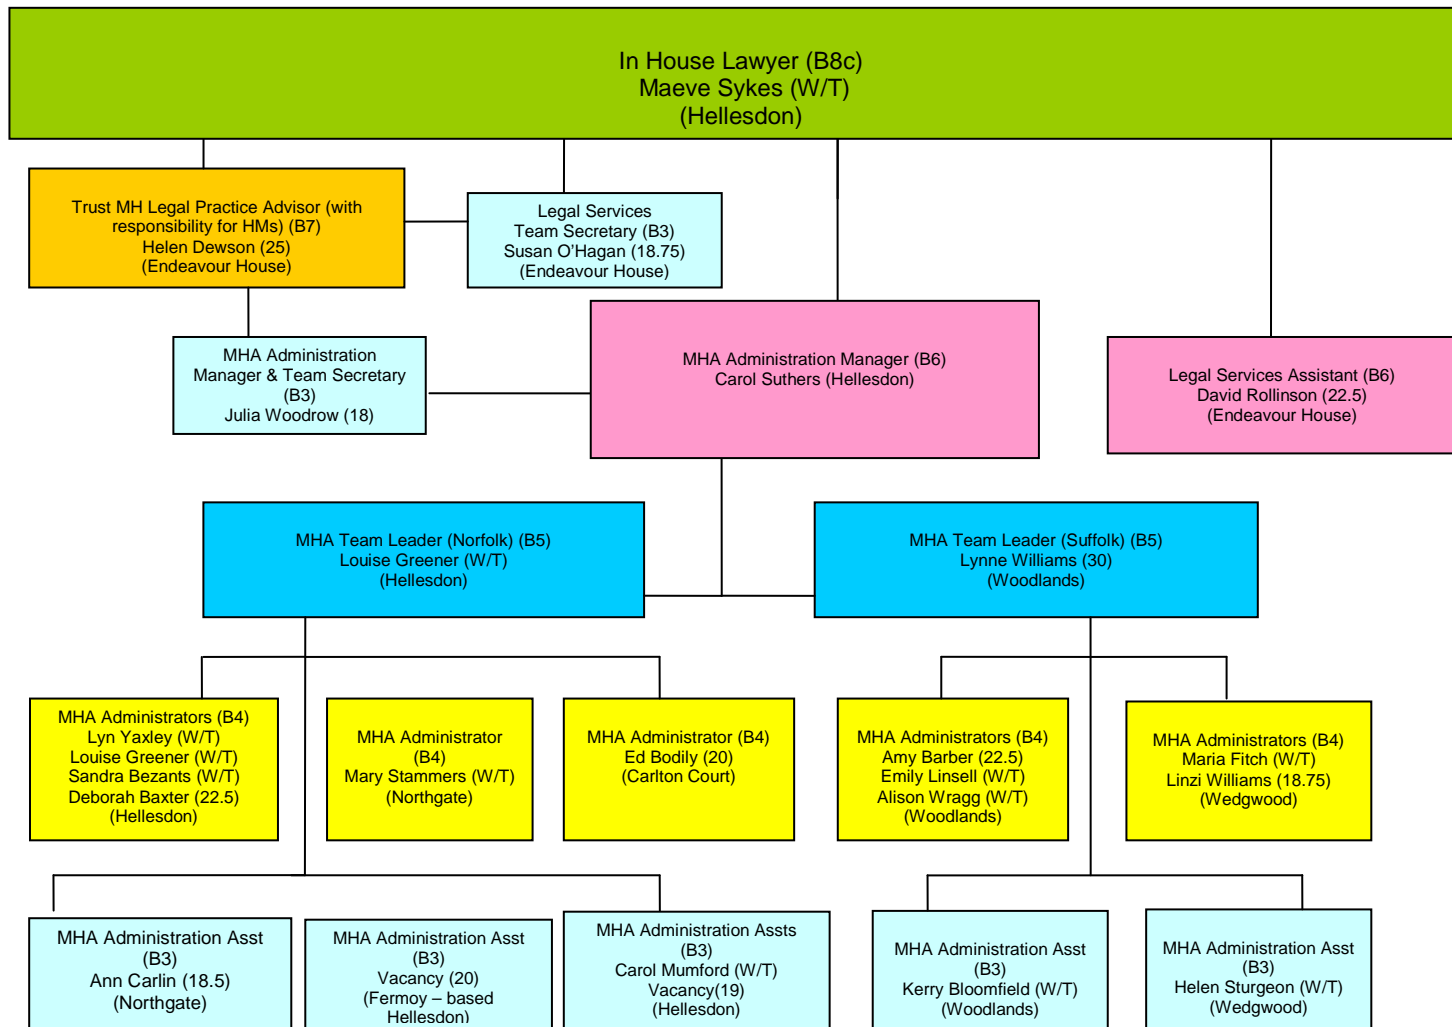 In House Lawyer (B8c)
Maeve Sykes (W/T)
(Hellesdon)
Trust MH Legal Practice Advisor (with
responsibility for HMs) (B7)
Helen Dewson (25)
(Endeavour House)
Legal Services
Team Secretary (B3)
Susan O’Hagan (18.75)
(Endeavour House)
MHA Administration
Manager & Team Secretary
(B3)
Julia Woodrow (18)
MHA Administration Manager (B6)
Carol Suthers (Hellesdon)
Legal Services Assistant (B6)
David Rollinson (22.5)
(Endeavour House)
MHA Team Leader (Norfolk) (B5)
Louise Greener (W/T)
(Hellesdon)
MHA Team Leader (Suffolk) (B5)
Lynne Williams (30)
(Woodlands)
MHA Administrators (B4)
Lyn Yaxley (W/T)
Louise Greener (W/T)
Sandra Bezants (W/T)
Deborah Baxter (22.5)
(Hellesdon)
MHA Administrator
(B4)
Mary Stammers (W/T)
(Northgate)
MHA Administrator (B4)
Ed Bodily (20)
(Carlton Court)
MHA Administrators (B4)
Amy Barber (22.5)
Emily Linsell (W/T)
Alison Wragg (W/T)
(Woodlands)
MHA Administrators (B4)
Maria Fitch (W/T)
Linzi Williams (18.75)
(Wedgwood)
MHA Administration Asst
(B3)
Ann Carlin (18.5)
(Northgate)
MHA Administration Asst
(B3)
Vacancy (20)
(Fermoy – based
Hellesdon)
MHA Administration Assts
(B3)
Carol Mumford (W/T)
Vacancy(19)
(Hellesdon)
MHA Administration Asst
(B3)
Kerry Bloomfield (W/T)
(Woodlands)
MHA Administration Asst
(B3)
Helen Sturgeon (W/T)
(Wedgwood)